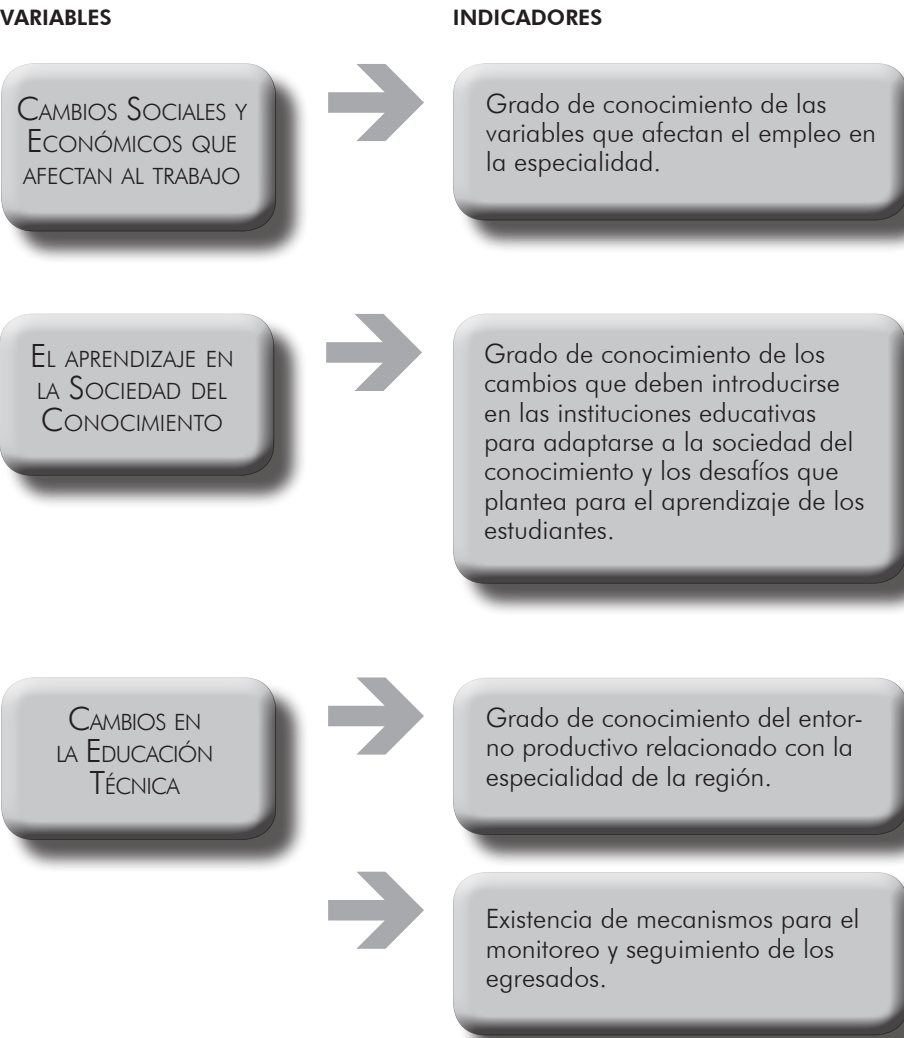 VARIABLES
INDICADORES
CAMBIOS SOCIALES Y
ECONÓMICOS QUE
AFECTAN AL TRABAJO
Grado de conocimiento de las
variables que afectan el empleo en
la especialidad.
EL APRENDIZAJE EN
LA SOCIEDAD DEL
CONOCIMIENTO
Grado de conocimiento de los
cambios que deben introducirse
en las instituciones educativas
para adaptarse a la sociedad del
conocimiento y los desafíos que
plantea para el aprendizaje de los
estudiantes.
CAMBIOS EN
LA EDUCACIÓN
TÉCNICA
Grado de conocimiento del entor-
no productivo relacionado con la
especialidad de la región.
Existencia de mecanismos para el
monitoreo y seguimiento de los
egresados.